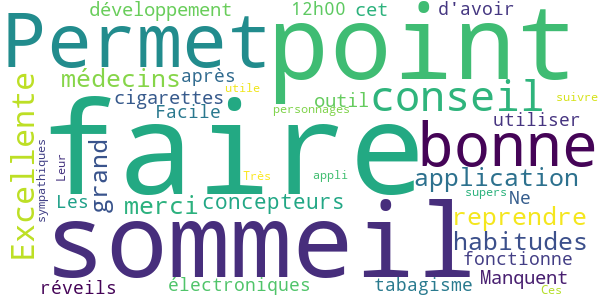 développement 12h00 cet d'avoir
Permet point
médecins après
cigarettes utile outil conseil suivre
Facile personnages
Excellente faire utiliser
bonne
sympathiques Leur grand Très appli application
supers Ne
Les merci concepteurs reprendre
sommeil habitudes
fonctionne
réveils électroniques tabagisme Manquent
Ces